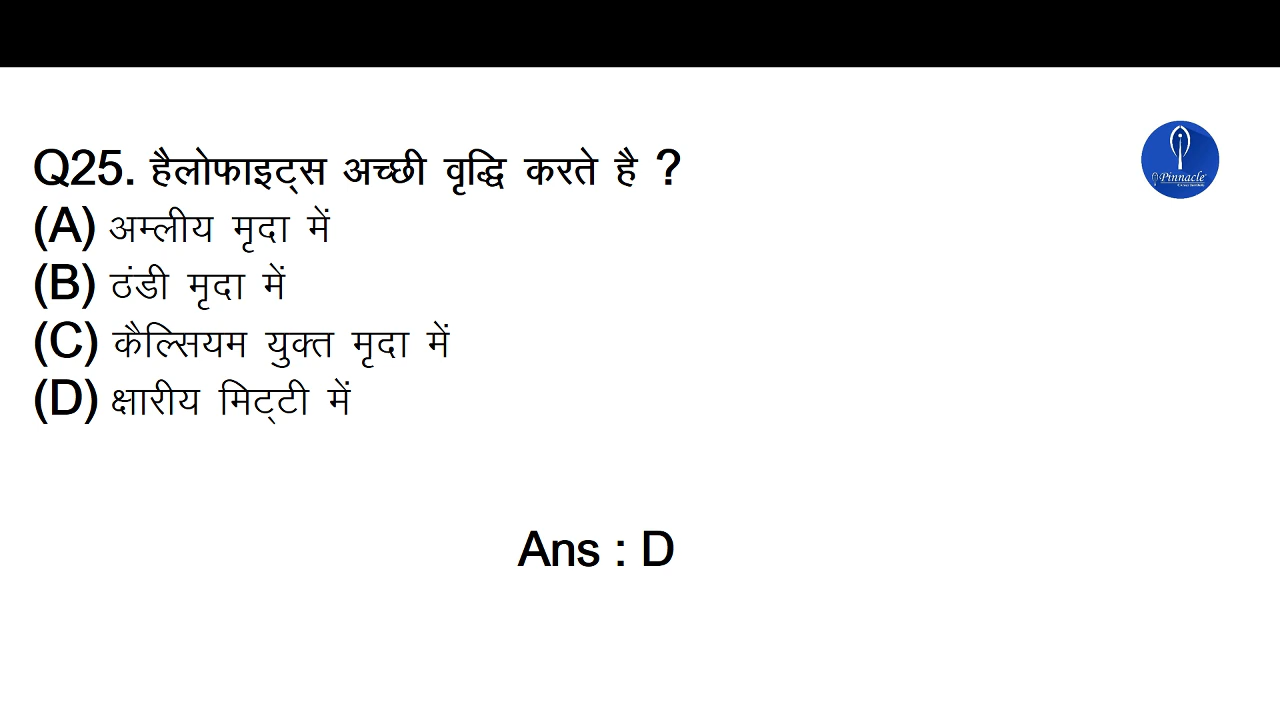 Q25. हैलोफाइट्स अच्छी वृद्धि करते है ?
(A) अम्लीय मृदा में
(B) ठंडी मृदा में
(C) कैल्सियम युक्त मृदा में
(D) क्षारीय मिट्टी में
Pinnacle
Ans : D